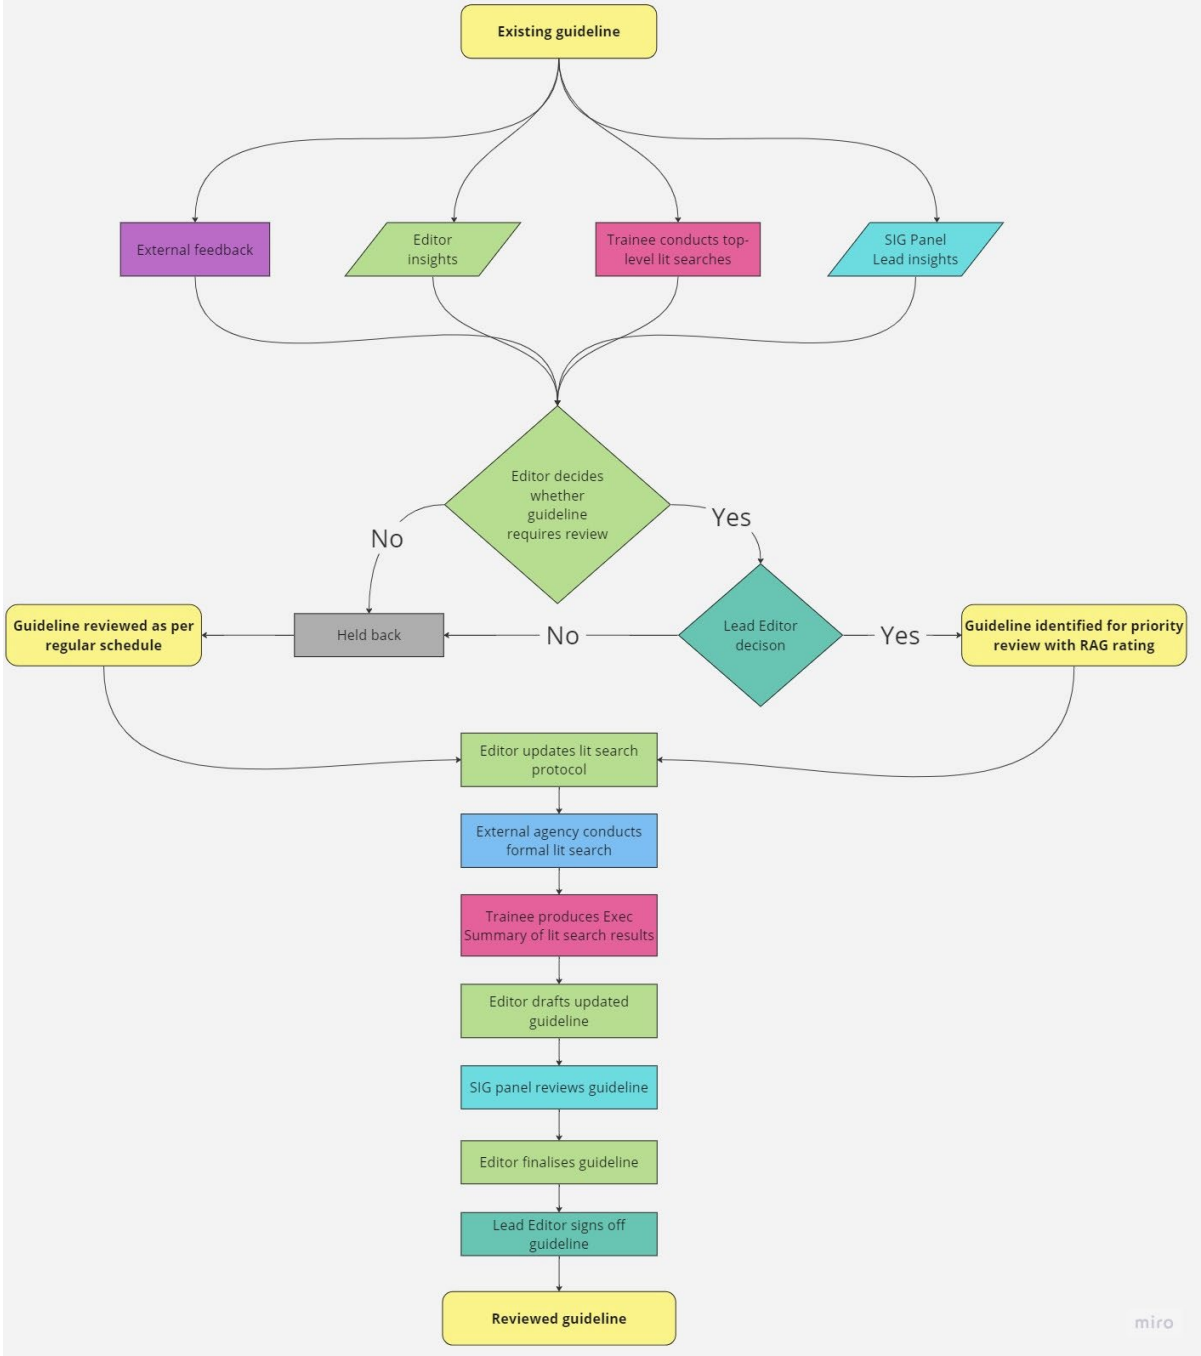 Existing guideline
External feedback
Editor
insights
Trainee conducts top-
level lit searches
SIG Panel
Lead insights
Editor decides
whether
guideline
requires review
No
Yes
Guideline reviewed as per
regular schedule
Held back
No
Lead Editor
decison
Yes
Guideline identified for priority
review with RAG rating
Editor updates lit search
protocol
External agency conducts
formal lit search
Trainee produces Exec
Summary of lit search results
Editor drafts updated
guideline
SIG panel reviews guideline
Editor finalises guideline
Lead Editor signs off
guideline
Reviewed guideline
miro